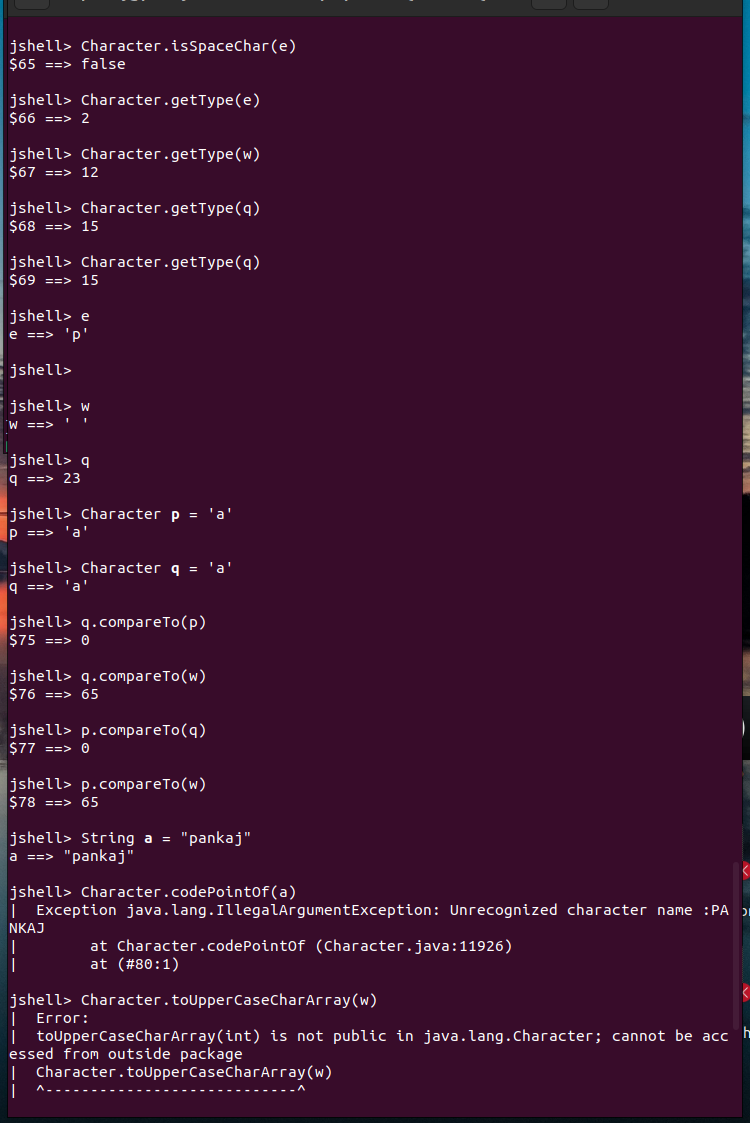 jshell> Character.isSpaceChar(e)
$65 ==> false
jshell> Character.getType(e)
$66 ==> 2
jshell> Character.getType(w)
$67 ==> 12
jshell> Character.getType(q)
$68 ==> 15
jshell> Character.getType(q)
$69 ==> 15
jshell> e
e ==> 'p'
jshell>
jshell> w
w ==> ' '
jshell> q
q ==> 23
jshell> Character p = 'a'
p ==> 'a'
jshell> Character q = 'a'
q ==> 'a'
jshell> q.compareTo(p)
$75 ==> 0
jshell> q.compareTo(w)
$76 ==> 65
jshell> p.compareTo(q)
$77 ==> 0
jshell> p.compareTo(w)
$78 ==> 65
jshell> String a = "pankaj"
a ==> "pankaj"
jshell> Character.codePointOf(a)
|  Exception java.lang.IllegalArgumentException: Unrecognized character name :PA
NKAJ
|        at Character.codePointOf (Character.java:11926)
|        at (#80:1)
jshell> Character.toUpperCaseCharArray(w)
|  Error:
|  toUpperCaseCharArray(int) is not public in java.lang.Character; cannot be acc
essed from outside package
|  Character.toUpperCaseCharArray(w)
|  ^----------------------------^